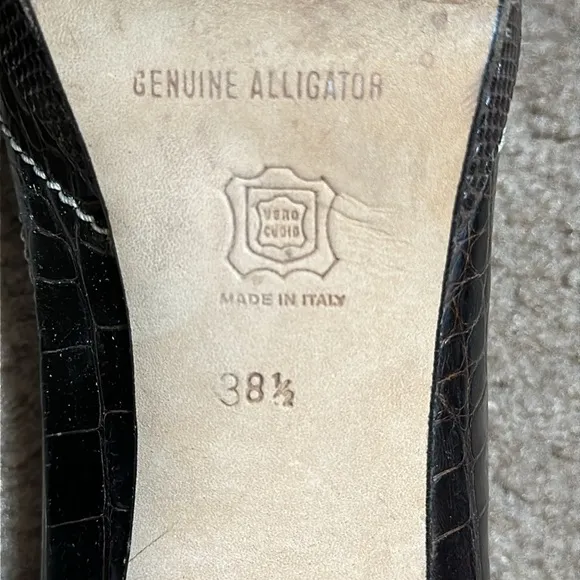 GENUINE ALLIGATOR
VERO
CUOIO
MADE IN ITALY
38½